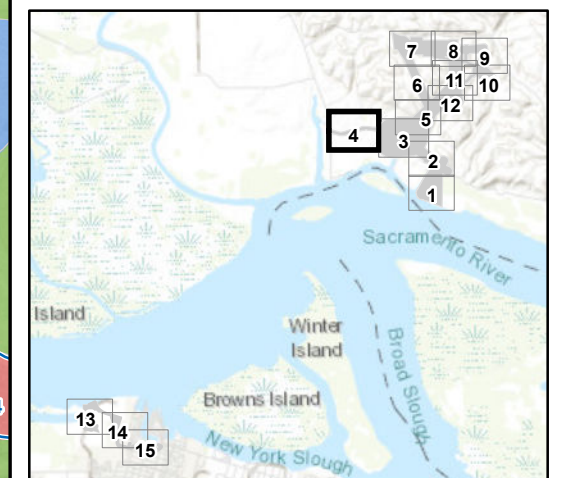 7
8
9
6
11
10
12
5
4
3
2
1
Sacramento River
Island
Winter
Island
Broad Slough
Browns Island
13
14
15
New York Slough